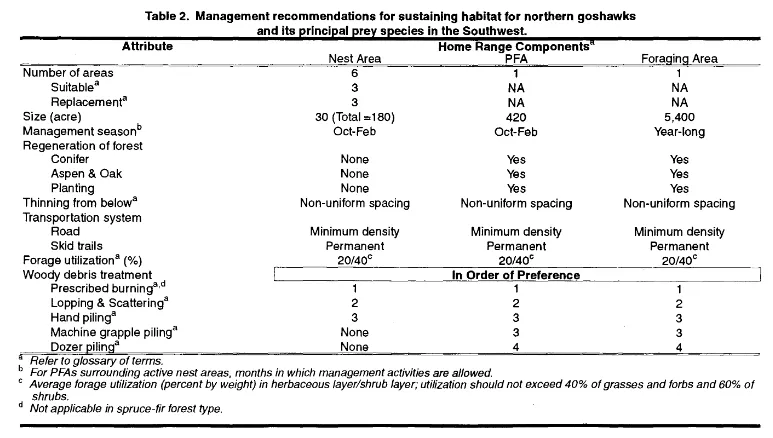 Table 2. Management recommendations for sustaining habitat for northern goshawks
and its principal prey species in the Southwest.
Attribute Home Range Components^a
Nest Area PFA Foraging Area
Number of areas 6 1 1
Suitable^a 3 NA NA
Replacement^a 3 NA NA
Size (acre) 30 (Total =180) 420 5,400
Management season^b Oct-Feb Oct-Feb Year-long
Regeneration of forest
Conifer None Yes Yes
Aspen & Oak None Yes Yes
Planting None Yes Yes
Thinning from below^a Non-uniform spacing Non-uniform spacing Non-uniform spacing
Transportation system
Road Minimum density Minimum density Minimum density
Skid trails Permanent Permanent Permanent
Forage utilization^a (%) 20/40^c 20/40^c 20/40^c
Woody debris treatment In Order of Preference
Prescribed burning^a,d 1 1 1
Lopping & Scattering^a 2 2 2
Hand piling^a 3 3 3
Machine grapple piling^a None 3 3
Dozer piling^a None 4 4
^a Refer to glossary of terms.
^b For PFAs surrounding active nest areas, months in which management activities are allowed.
^c Average forage utilization (percent by weight) in herbaceous layer/shrub layer; utilization should not exceed 40% of grasses and forbs and 60% of
shrubs.
^d Not applicable in spruce-fir forest type.